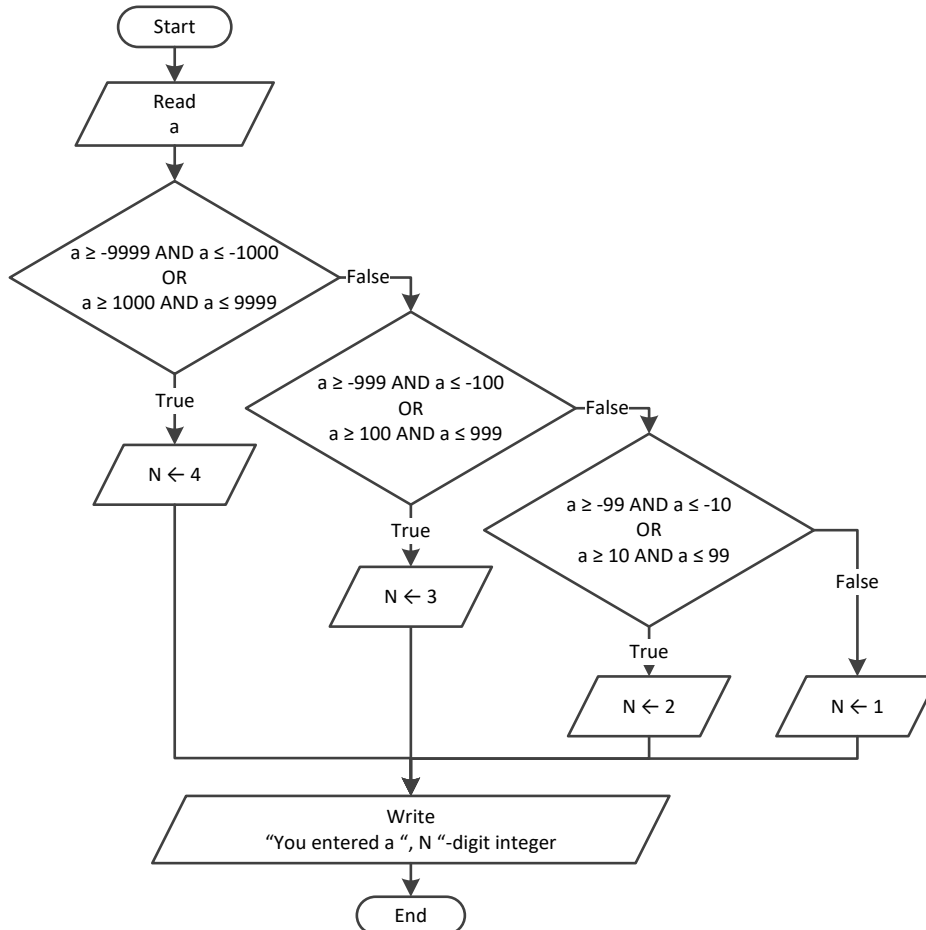 Start
Read
a
a ≥ -9999 AND a ≤ -1000
OR
a ≥ 1000 AND a ≤ 9999
False
True
N ← 4
a ≥ -999 AND a ≤ -100
OR
a ≥ 100 AND a ≤ 999
False
True
N ← 3
a ≥ -99 AND a ≤ -10
OR
a ≥ 10 AND a ≤ 99
False
True
N ← 2
N ← 1
Write
“You entered a “, N “-digit integer
End